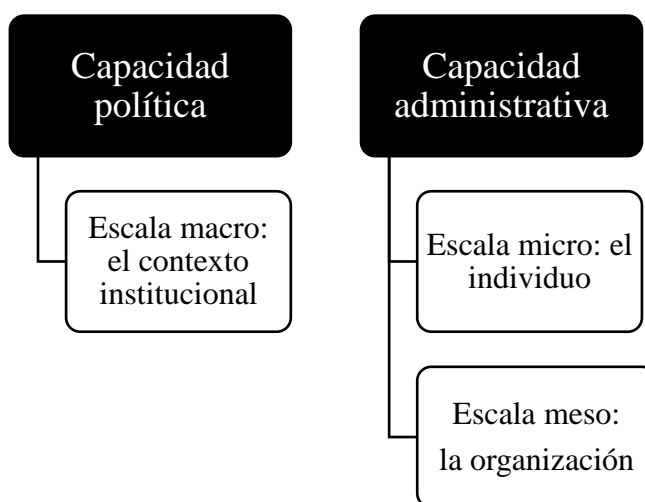 Capacidad
política
Escala macro:
el contexto
institucional
Capacidad
administrativa
Escala micro: el
individuo
Escala meso:
la organización